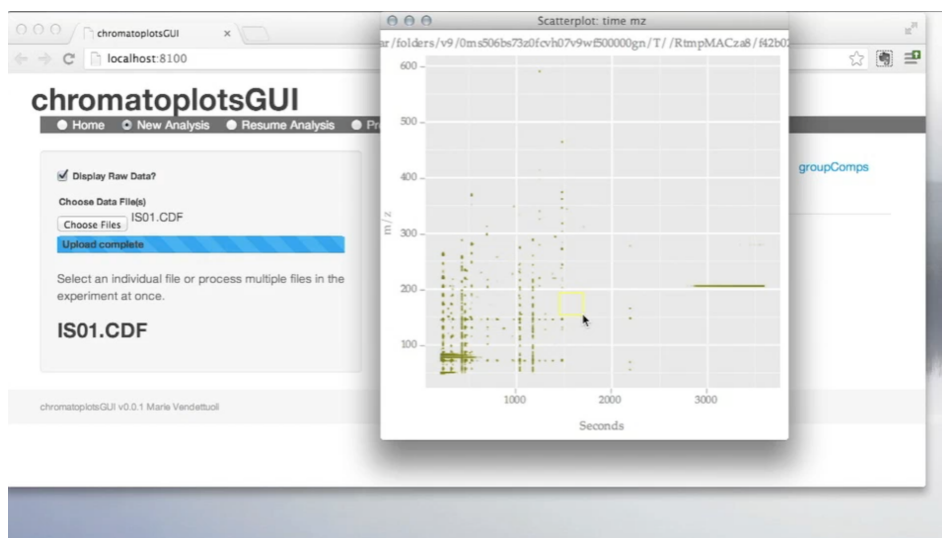 chromatoplotsGUI
localhost:8100
chromatoplotsGUI
Home New Analysis Resume Analysis
Display Raw Data?
Choose Data File(s)
Choose Files IS01.CDF
Upload complete
Select an individual file or process multiple files in the
experiment at once.
IS01.CDF
chromatoplotsGUI v0.0.1 Marie Vendettuoli
Scatterplot: time mz
600
500
400
300
200
100
m/z
1000 2000 3000
Seconds
groupComps